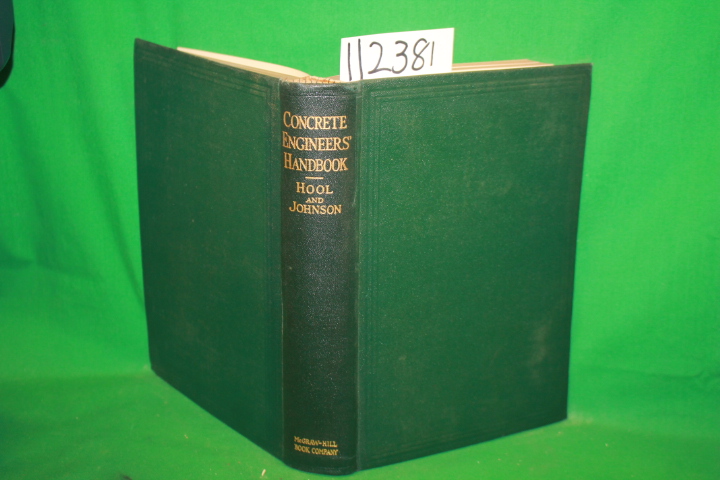 112381
CONCRETE
ENGINEERS'
HANDBOOK
HOOL
AND
JOHNSON
McGRAW-HILL
BOOK COMPANY